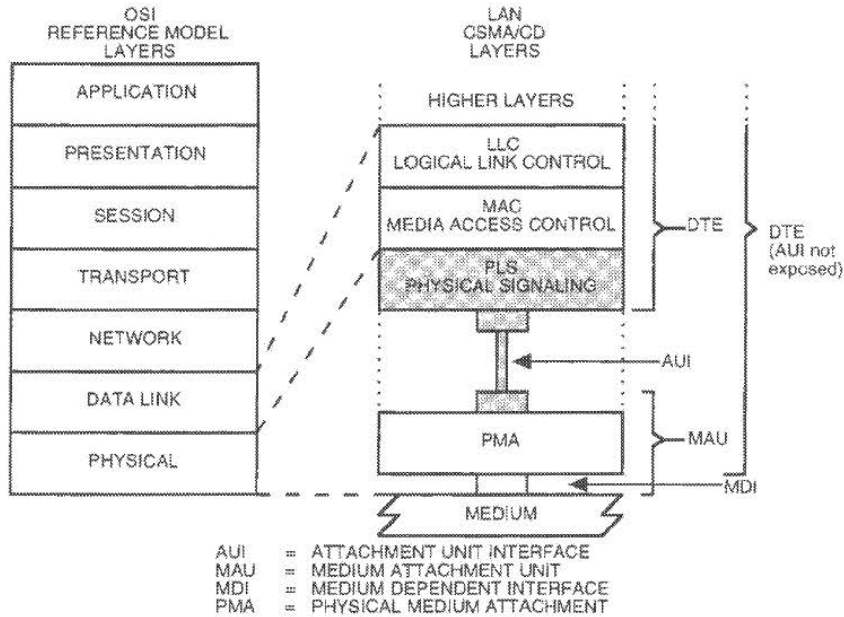 OSI
REFERENCE MODEL
LAYERS
APPLICATION
PRESENTATION
SESSION
TRANSPORT
NETWORK
DATA LINK
PHYSICAL
LAN
CSMA/CD
LAYERS
HIGHER LAYERS
LLC
LOGICAL LINK CONTROL
MAC
MEDIA ACCESS CONTROL
PLS
PHYSICAL SIGNALING
PMA
MEDIUM
DTE
AUI
MAU
MDI
DTE
(AUI not
exposed)
AUI = ATTACHMENT UNIT INTERFACE
MAU = MEDIUM ATTACHMENT UNIT
MDI = MEDIUM DEPENDENT INTERFACE
PMA = PHYSICAL MEDIUM ATTACHMENT